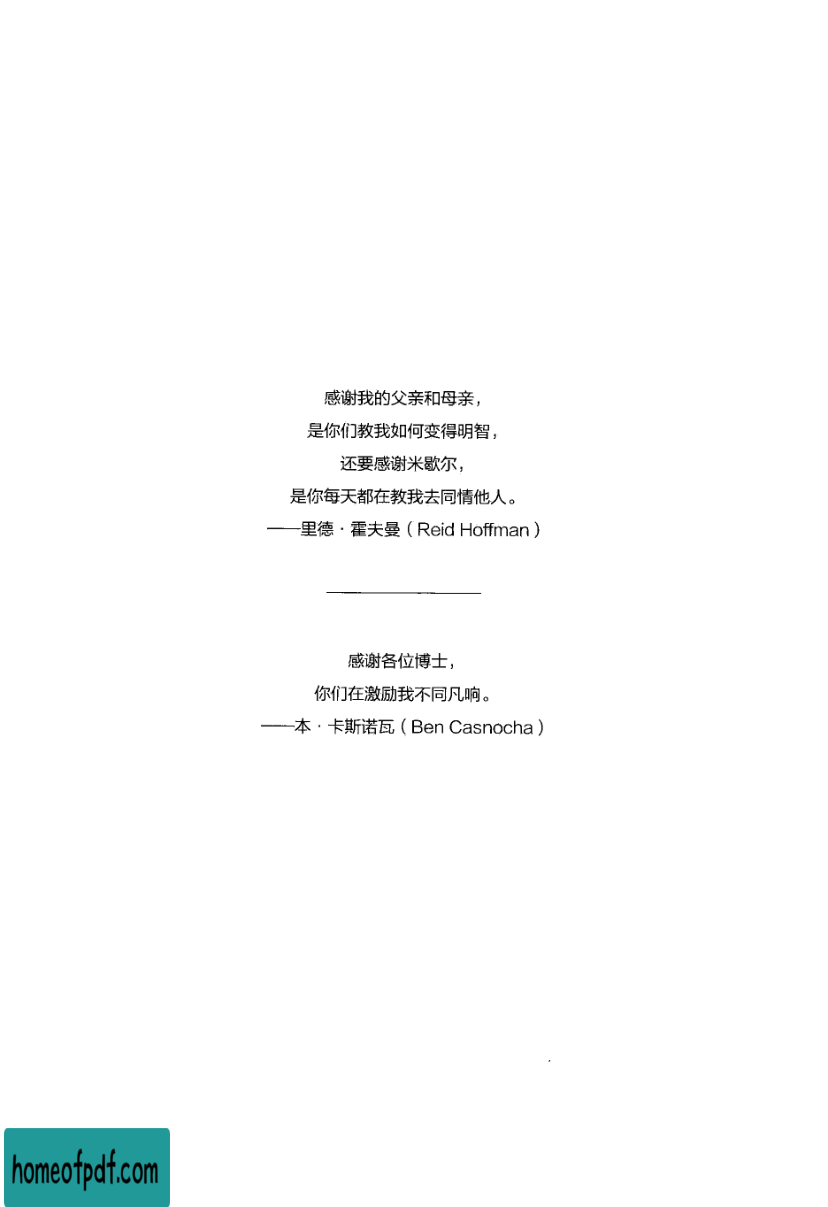 感谢我的父亲和母亲，
是你们教我如何变得明智，
还要感谢米歇尔，
是你每天都在教我去同情他人。
——里德·霍夫曼（Reid Hoffman）
感谢各位博士，
你们在激励我不同凡响。
——本·卡斯诺瓦（Ben Casnocha）
homeofpdf.com